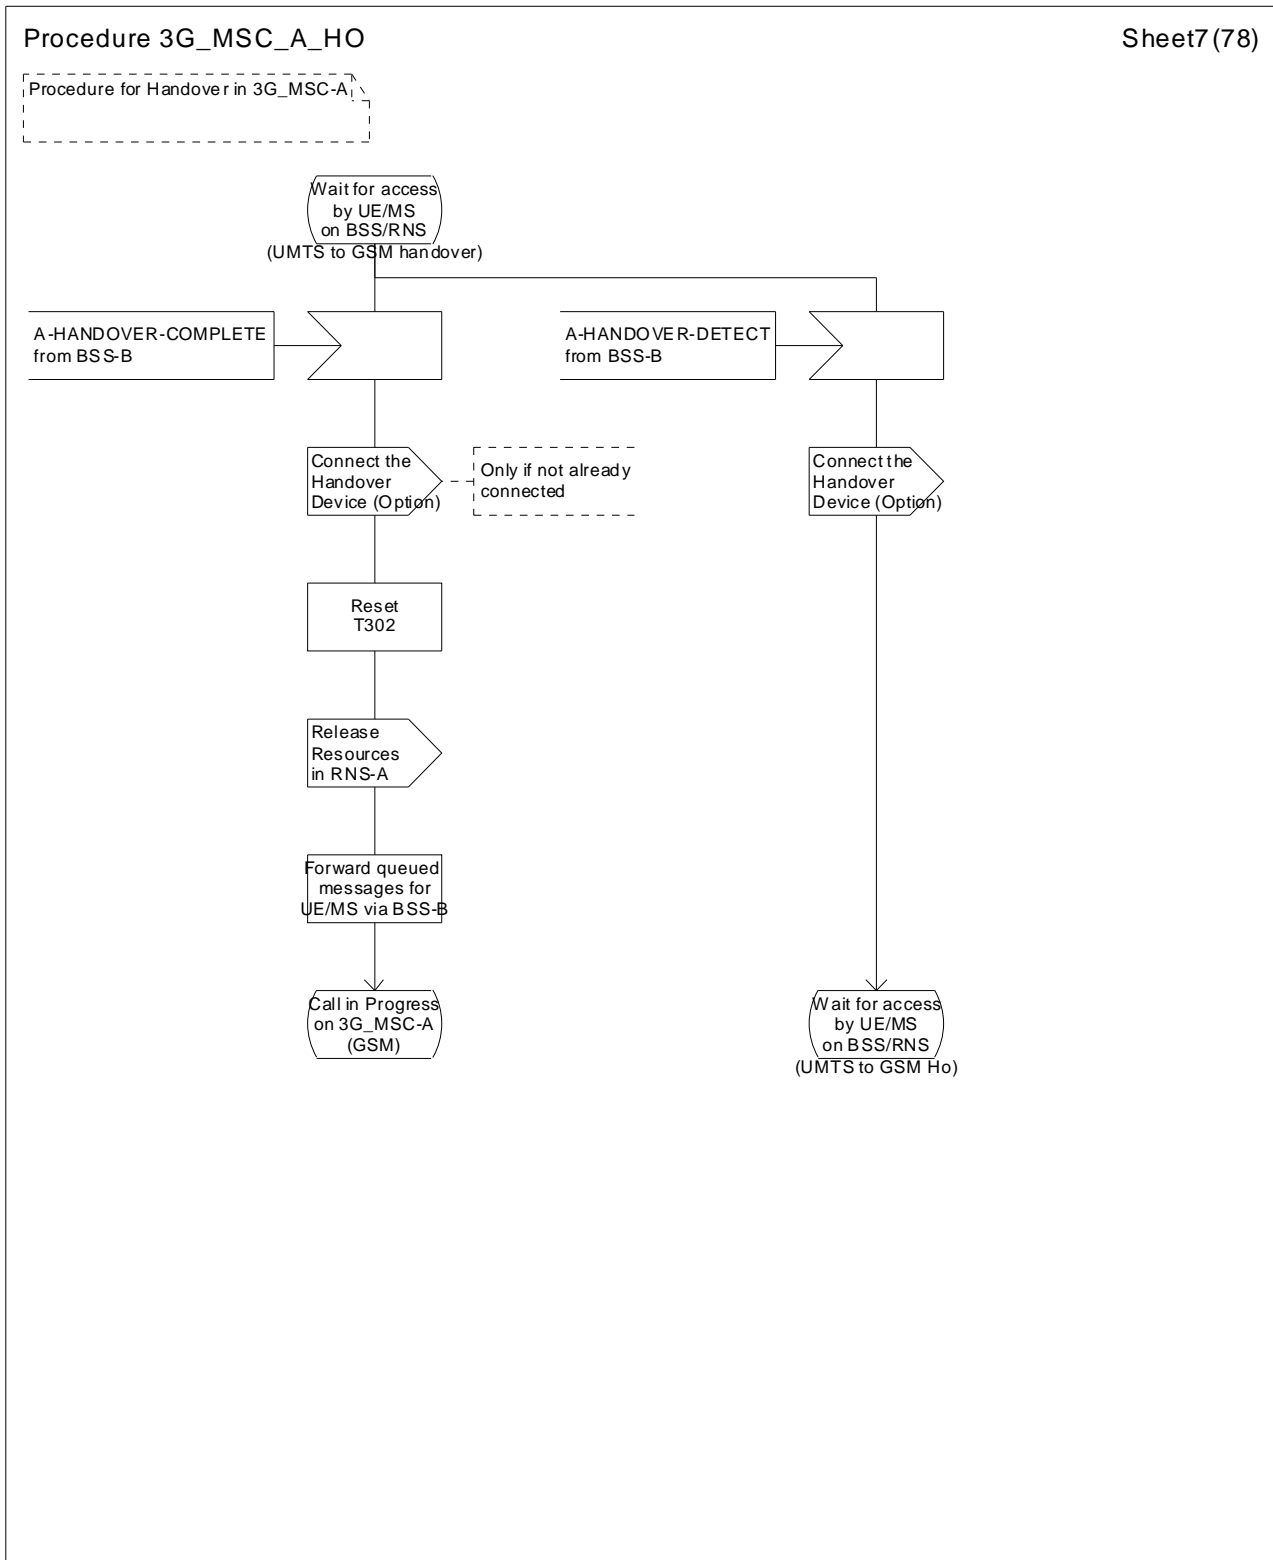 Procedure 3G_MSC_A_HO
Sheet7(78)
Procedure for Handover in 3G_MSC-A
Wait for access
by UE/MS
on BSS/RNS
(UMTS to GSM handover)
A-HANDOVER-COMPLETE
from BSS-B
A-HANDOVER-DETECT
from BSS-B
Connect the
Handover
Device (Option)
Only if not already
connected
Connect the
Handover
Device (Option)
Reset
T302
Release
Resources
in RNS-A
Forward queued
messages for
UE/MS via BSS-B
Call in Progress
on 3G_MSC-A
(GSM)
Wait for access
by UE/MS
on BSS/RNS
(UMTS to GSM Ho)